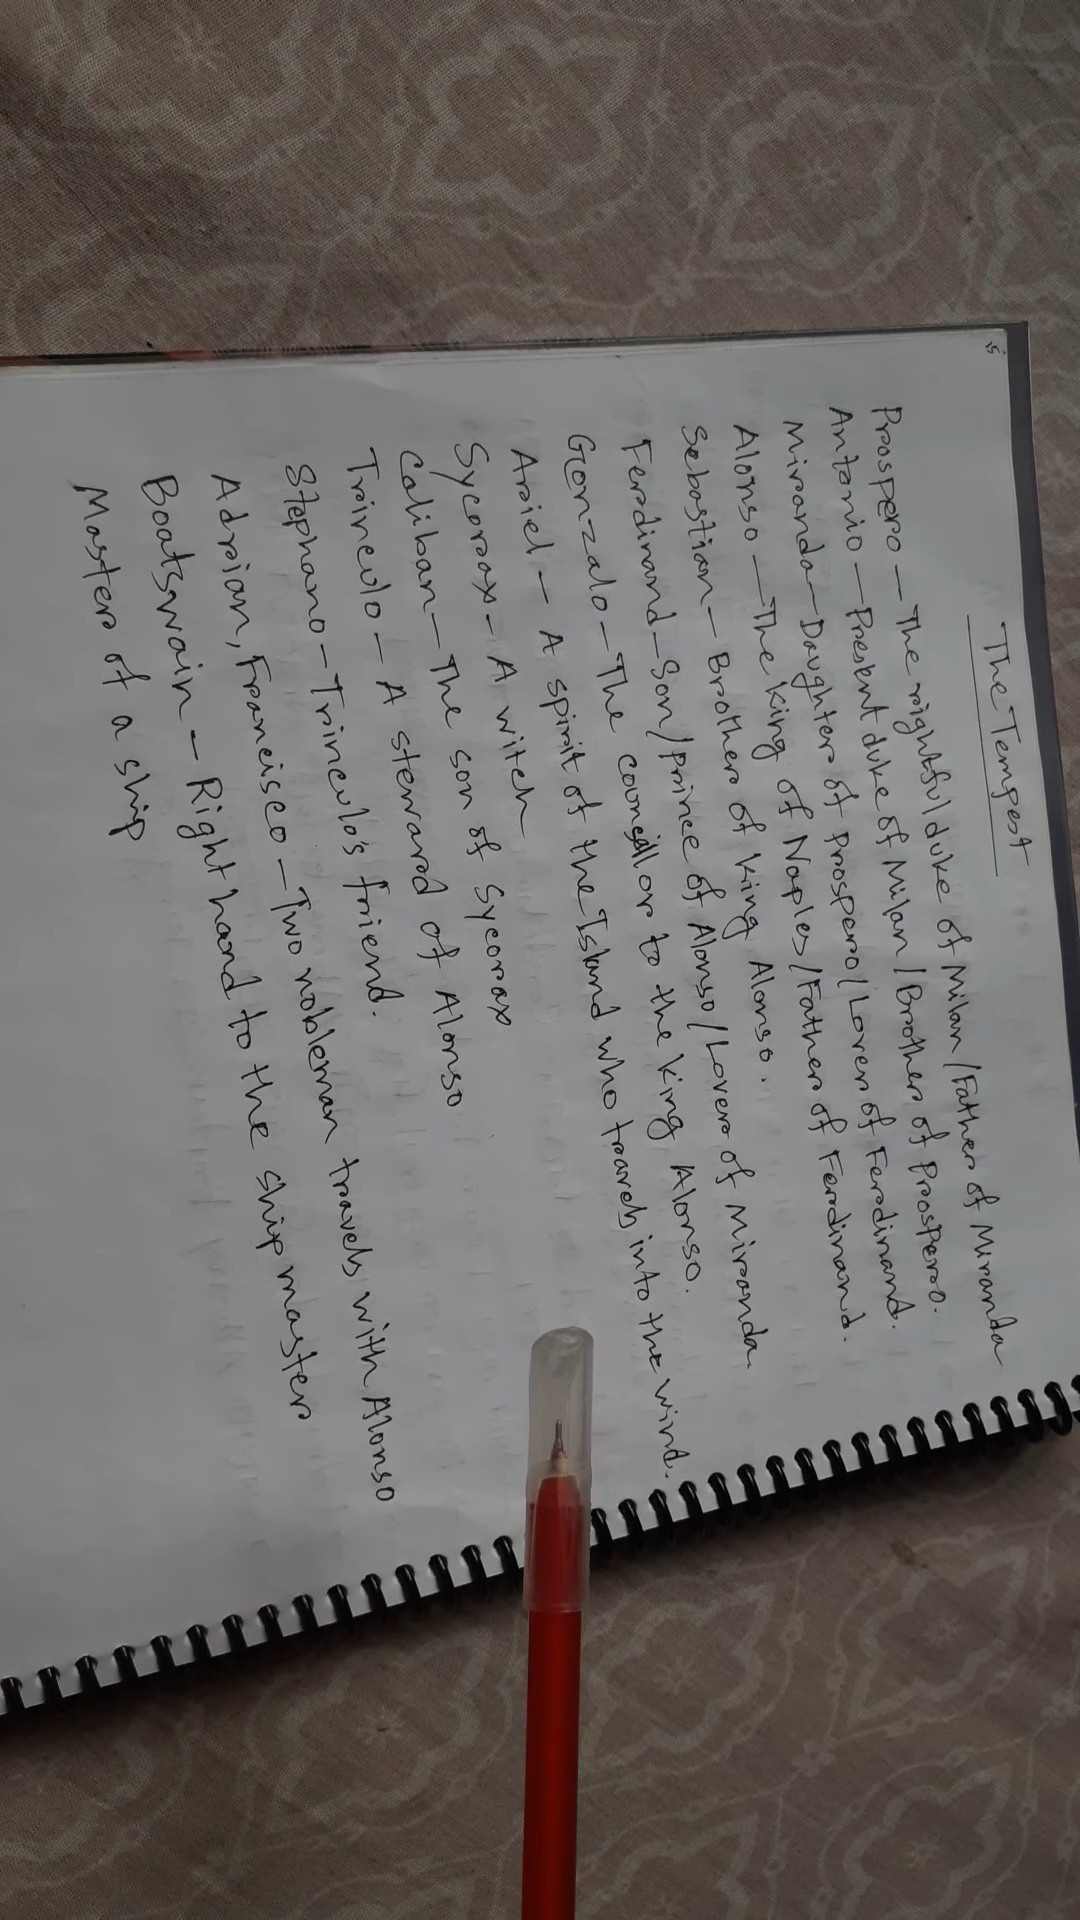 The Tempest
Prospero — The rightful duke of Milan / Father of Miranda
Antonio — Present duke of Milan / Brother of Prospero.
Miranda — Daughter of Prospero / Lover of Ferdinand.
Alonso — The king of Naples / Father of Ferdinand.
Sebastian — Brother of king Alonso.
Ferdinand — Son / Prince of Alonso / Lover of Miranda.
Gonzalo — The councillor to the king Alonso.
Ariel — A spirit of the Island who travels into the wind.
Sycorax - A witch
Caliban — The son of Sycorax
Trinculo — A steward of Alonso
Stephano — Trinculo's friend.
Adrian, Francisco — Two nobleman travels with Alonso
Boatswain — Right hand to the ship master
Master of a ship